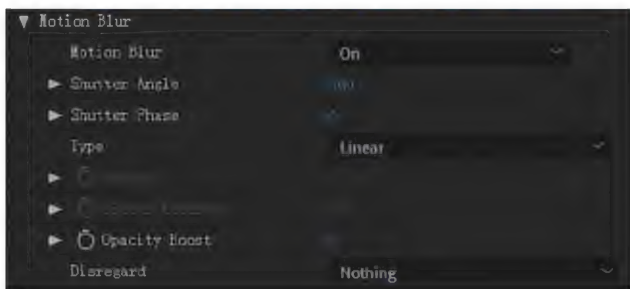 Motion Blur
Motion Blur On
Shutter Angle
Shutter Phase
Type Linear
Opacity Boost
Disregard Nothing